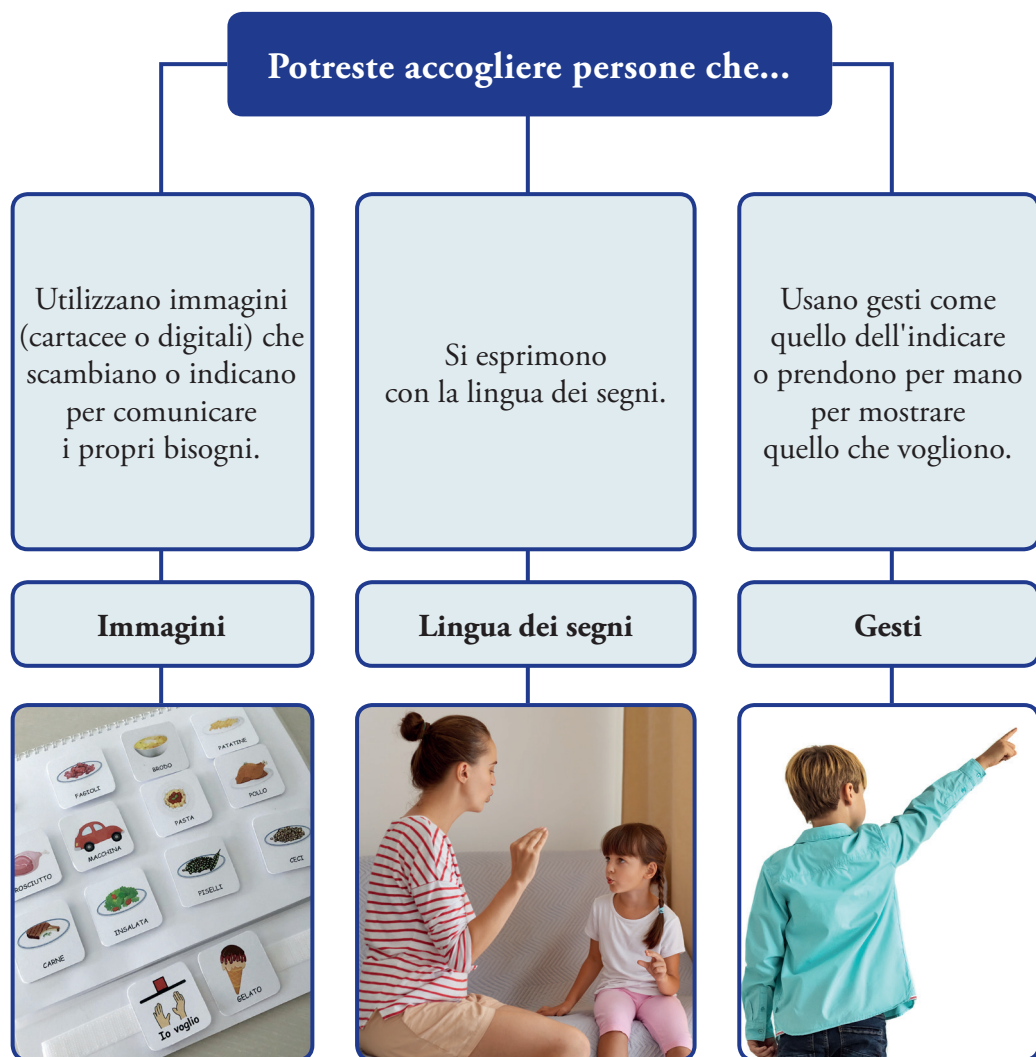 Potreste accogliere persone che...
Utilizzano immagini
(cartacee o digitali) che
scambiano o indicano
per comunicare
i propri bisogni.
Si esprimono
con la lingua dei segni.
Usano gesti come
quello dell'indicare
o prendono per mano
per mostrare
quello che vogliono.
Immagini
Lingua dei segni
Gesti
FAGIOLI
BRODO
PATATINE
MACCHINA
PASTA
POLLO
ROSCIUTTO
CARNE
INSALATA
PISELLI
CECI
Io voglio
GELATO